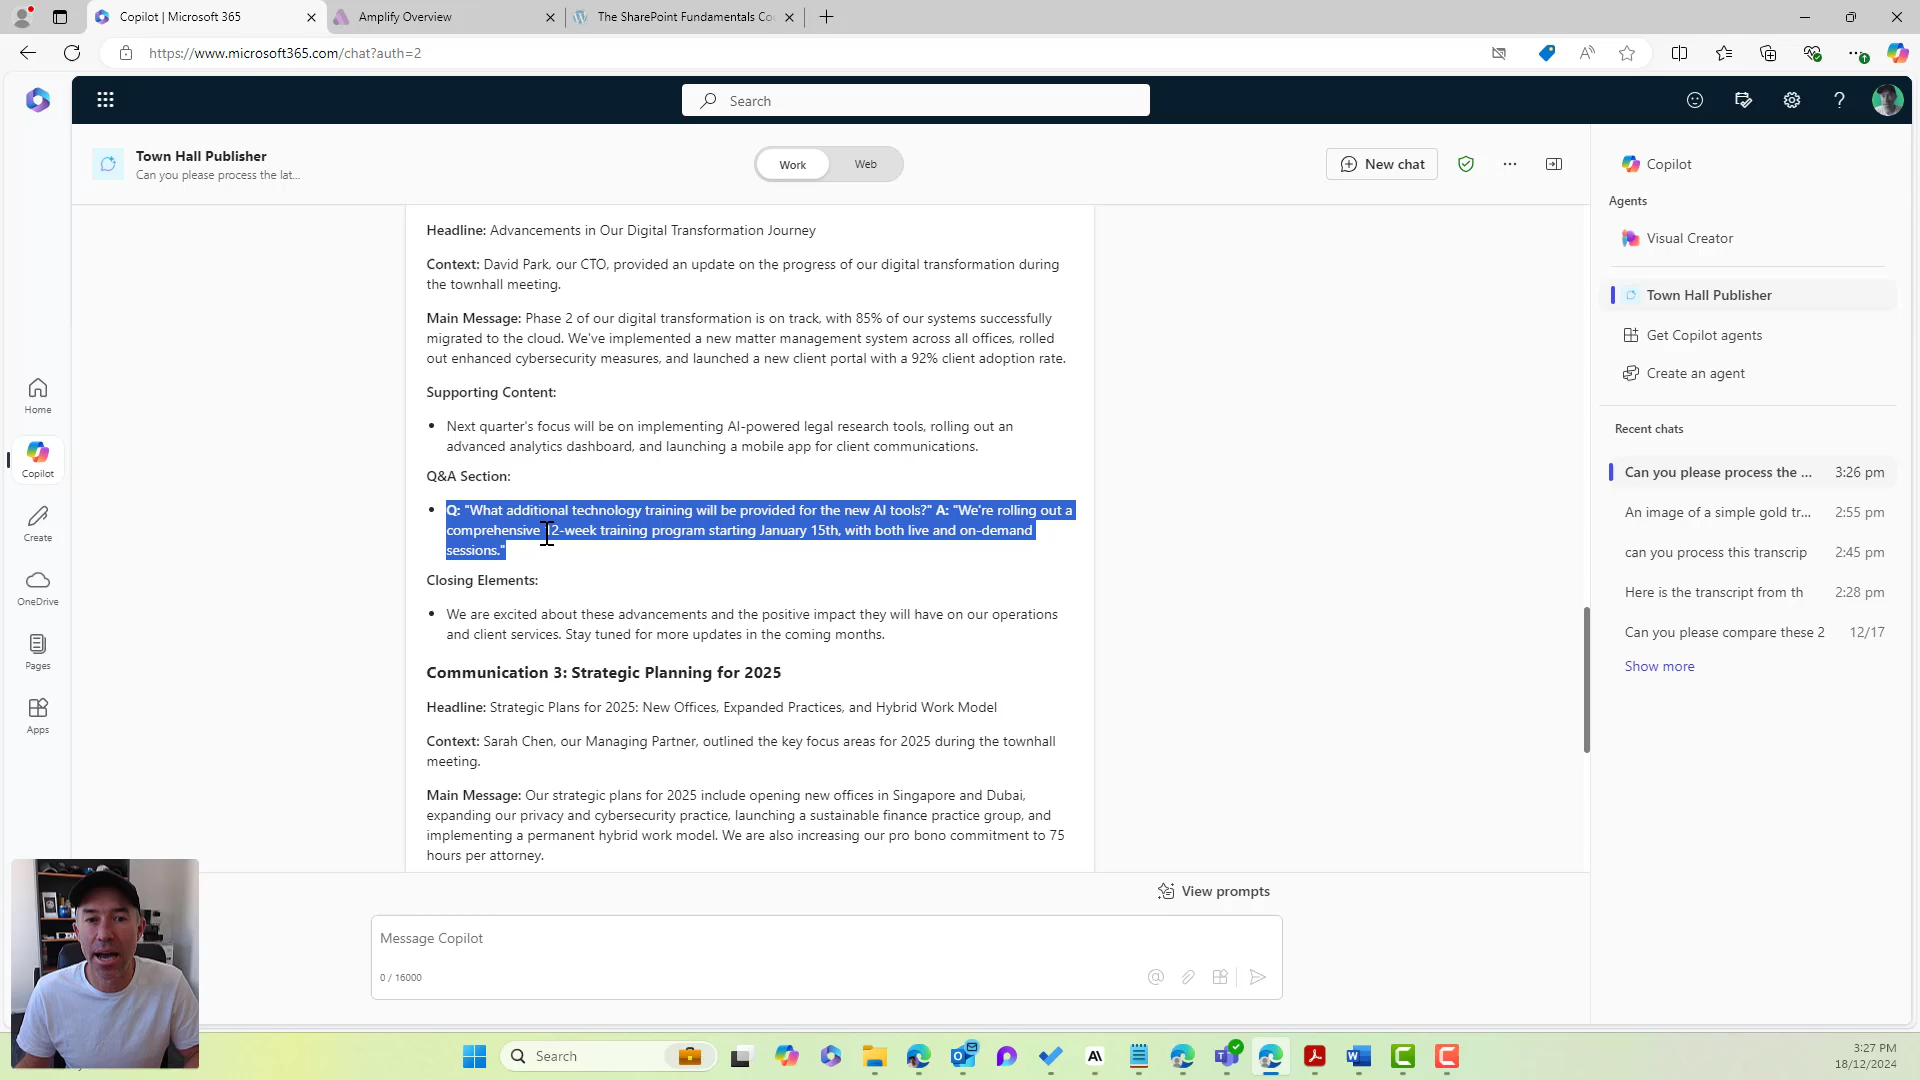 Copilot | Microsoft 365
Amplify Overview
The SharePoint Fundamentals Co
https://www.microsoft365.com/chat?auth=2
Search
Town Hall Publisher
Can you please process the lat...
Work
Web
New chat
Headline: Advancements in Our Digital Transformation Journey
Context: David Park, our CTO, provided an update on the progress of our digital transformation during
the townhall meeting.
Main Message: Phase 2 of our digital transformation is on track, with 85% of our systems successfully
migrated to the cloud. We've implemented a new matter management system across all offices, rolled
out enhanced cybersecurity measures, and launched a new client portal with a 92% client adoption rate.
Supporting Content:
• Next quarter's focus will be on implementing AI-powered legal research tools, rolling out an
advanced analytics dashboard, and launching a mobile app for client communications.
Q&A Section:
• Q: "What additional technology training will be provided for the new AI tools?" A: "We're rolling out a
comprehensive 12-week training program starting January 15th, with both live and on-demand
sessions."
Closing Elements:
• We are excited about these advancements and the positive impact they will have on our operations
and client services. Stay tuned for more updates in the coming months.
Communication 3: Strategic Planning for 2025
Headline: Strategic Plans for 2025: New Offices, Expanded Practices, and Hybrid Work Model
Context: Sarah Chen, our Managing Partner, outlined the key focus areas for 2025 during the townhall
meeting.
Main Message: Our strategic plans for 2025 include opening new offices in Singapore and Dubai,
expanding our privacy and cybersecurity practice, launching a sustainable finance practice group, and
implementing a permanent hybrid work model. We are also increasing our pro bono commitment to 75
hours per attorney.
View prompts
Message Copilot
0 / 16000
Home
Copilot
Create
OneDrive
Pages
Apps
Copilot
Agents
Visual Creator
Town Hall Publisher
Get Copilot agents
Create an agent
Recent chats
Can you please process the ... 3:26 pm
An image of a simple gold tr... 2:55 pm
can you process this transcrip 2:45 pm
Here is the transcript from th 2:28 pm
Can you please compare these 2 12/17
Show more
Search
3:27 PM
18/12/2024